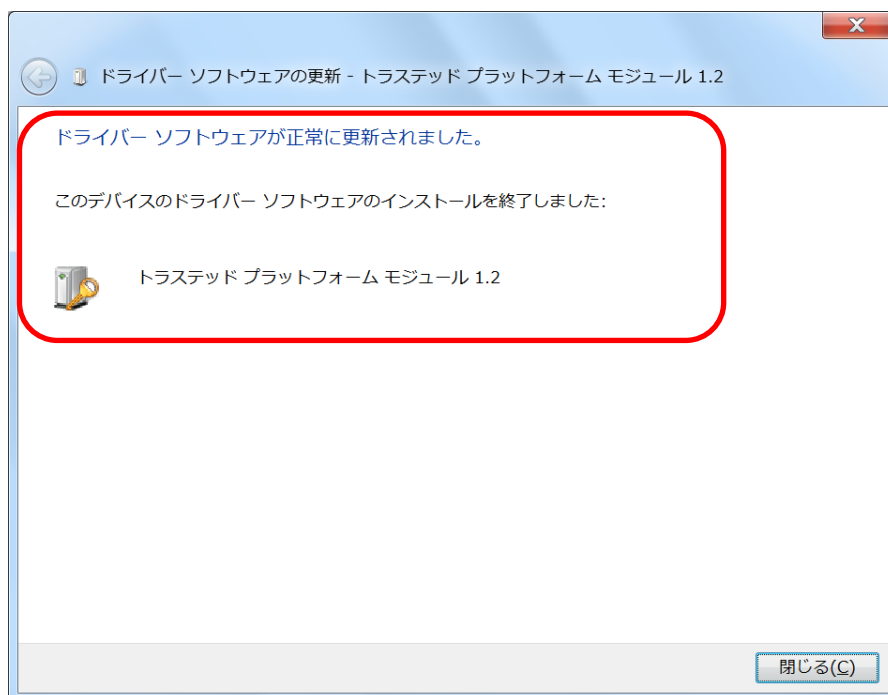 ドライバー ソフトウェアの更新 - トラステッド プラットフォーム モジュール 1.2
ドライバー ソフトウェアが正常に更新されました。
このデバイスのドライバー ソフトウェアのインストールを終了しました:
トラステッド プラットフォーム モジュール 1.2
閉じる(C)